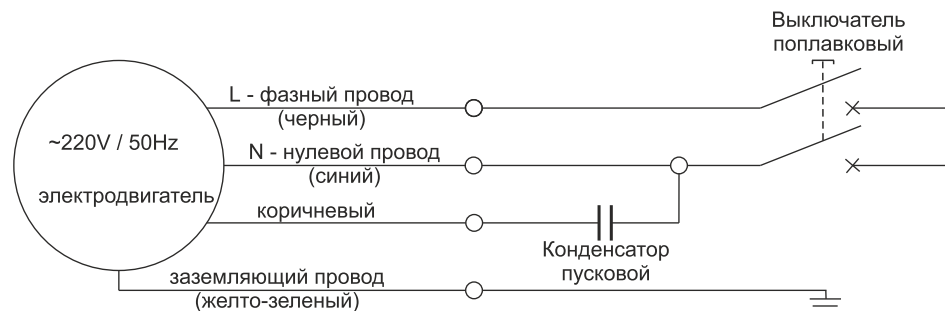 Выключатель
поплавковый
L - фазный провод
(черный)
~220V / 50Hz
N - нулевой провод
(синий)
электродвигатель
коричневый
Конденсатор
пусковой
заземляющий провод
(желто-зеленый)